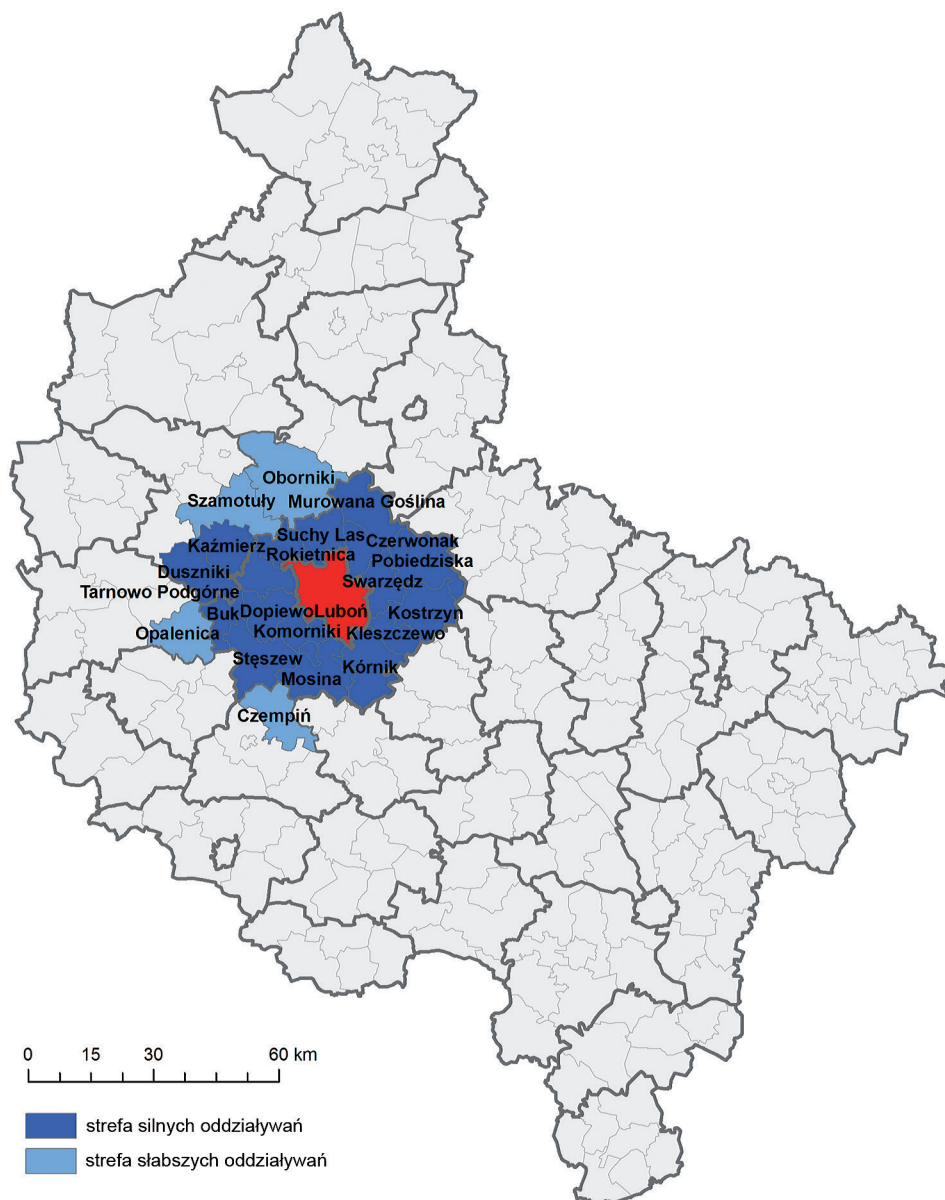 Oborniki
Szamotuły
Murowana Goślina
Suchy Las
Czerwonak
Kaźmierz
Rokietnica
Pobiedziska
Duszniki
Swarzędz
Tarnowo Podgórne
Buk
Dopiewo
Luboń
Kostrzyn
Opalenica
Komorniki
Kleszczewo
Stęszew
Kórnik
Mosina
Czempiń
0 15 30 60 km
strefa silnych oddziaływań
strefa słabszych oddziaływań